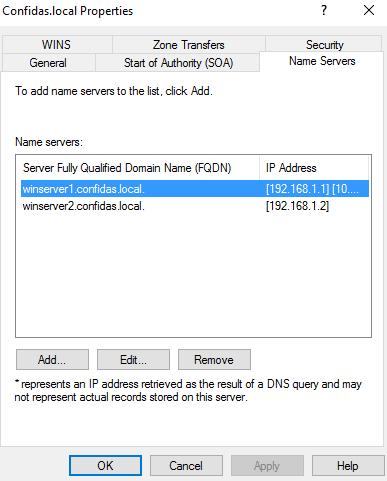 Confidas.local Properties
?
WINS
Zone Transfers
Security
General
Start of Authority (SOA)
Name Servers
To add name servers to the list, click Add.
Name servers:
Server Fully Qualified Domain Name (FQDN)
IP Address
winserver1.confidas.local.
[192.168.1.1] [10....
winserver2.confidas.local.
[192.168.1.2]
Add...
Edit...
Remove
* represents an IP address retrieved as the result of a DNS query and may
not represent actual records stored on this server.
OK
Cancel
Apply
Help